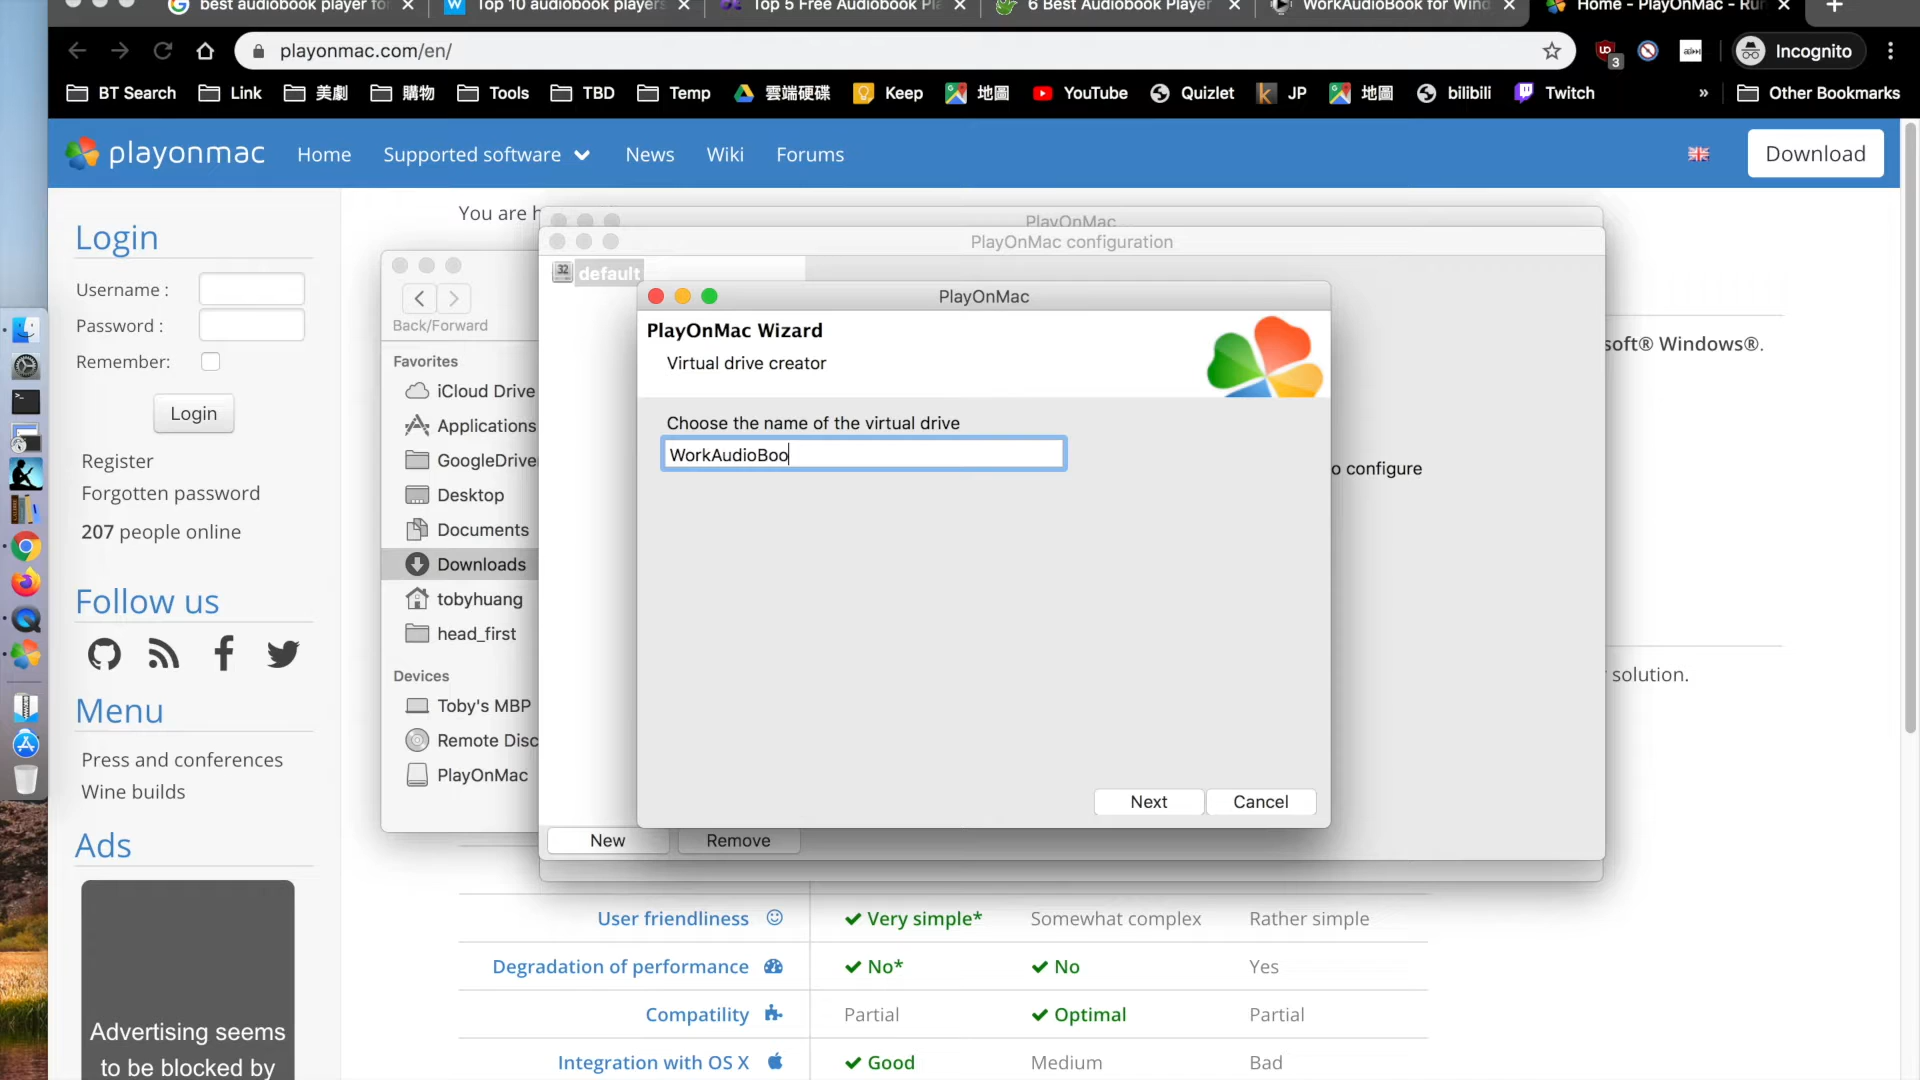 best audiobook player for
Top 10 audiobook players
Top 5 Free Audiobook Pla
6 Best Audiobook Player
WorkAudioBook for Wind
Home - PlayOnMac - Run
playonmac.com/en/
3
Incognito
BT Search
Link
美劇
購物
Tools
TBD
Temp
雲端硬碟
Keep
地圖
YouTube
Quizlet
JP
地圖
bilibili
Twitch
»
Other Bookmarks
playonmac
Home
Supported software
News
Wiki
Forums
Download
You are h
Login
Username :
Password :
Remember:
Login
Register
Forgotten password
207 people online
Follow us
Menu
Press and conferences
Wine builds
Ads
Advertising seems
to be blocked by
Back/Forward
Favorites
iCloud Drive
Applications
GoogleDrive
Desktop
Documents
Downloads
tobyhuang
head_first
Devices
Toby's MBP
Remote Disc
PlayOnMac
PlayOnMac
PlayOnMac configuration
32
default
PlayOnMac
PlayOnMac Wizard
Virtual drive creator
Choose the name of the virtual drive
WorkAudioBoo
Next
Cancel
New
Remove
soft® Windows®.
o configure
solution.
User friendliness
Very simple*
Somewhat complex
Rather simple
Degradation of performance
No*
No
Yes
Compatibility
Partial
Optimal
Partial
Integration with OS X
Good
Medium
Bad